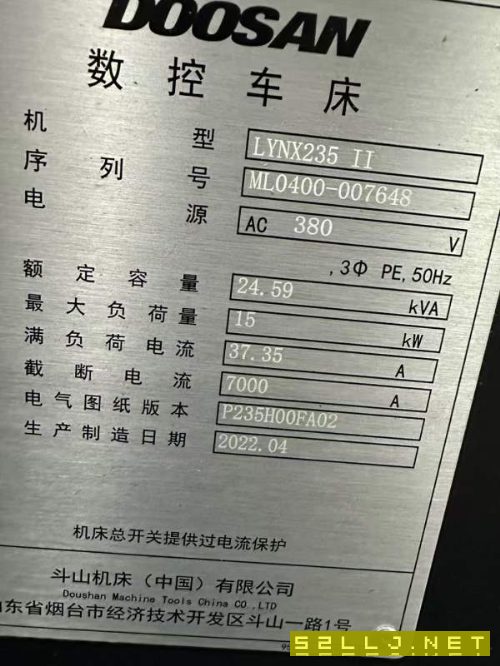 DOOSAN
数控车床
机型 LYNX235 II
序列号 ML0400-007648
电源 AC 380 V
,3Φ PE,50Hz
额定容量 24.59 kVA
最大负荷量 15 kW
满负荷电流 37.35 A
截断电流 7000 A
电气图纸版本 P235H00FA02
生产制造日期 2022.04
机床总开关提供过电流保护
斗山机床（中国）有限公司
Doushan Machine Tools China CO.,LTD
东省烟台市经济技术开发区斗山一路1号
52LLJ.NET